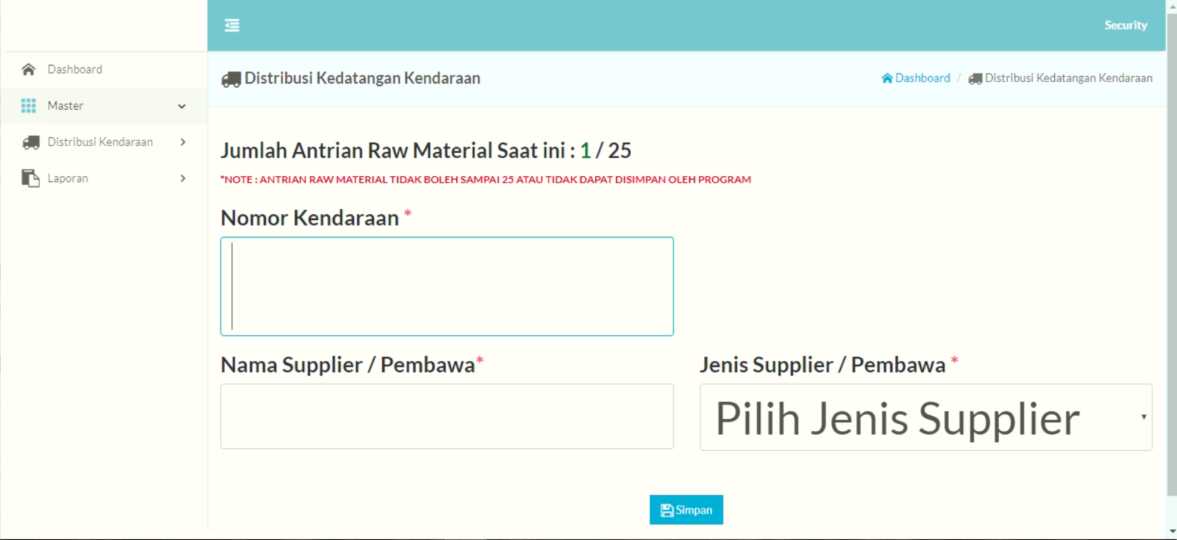 Security
Dashboard
Master
Distribusi Kendaraan
Laporan
Distribusi Kedatangan Kendaraan
Dashboard / Distribusi Kedatangan Kendaraan
Jumlah Antrian Raw Material Saat ini : 1 / 25
*NOTE : ANTRIAN RAW MATERIAL TIDAK BOLEH SAMPAI 25 ATAU TIDAK DAPAT DISIMPAN OLEH PROGRAM
Nomor Kendaraan *
Nama Supplier / Pembawa*
Jenis Supplier / Pembawa *
Pilih Jenis Supplier
Simpan